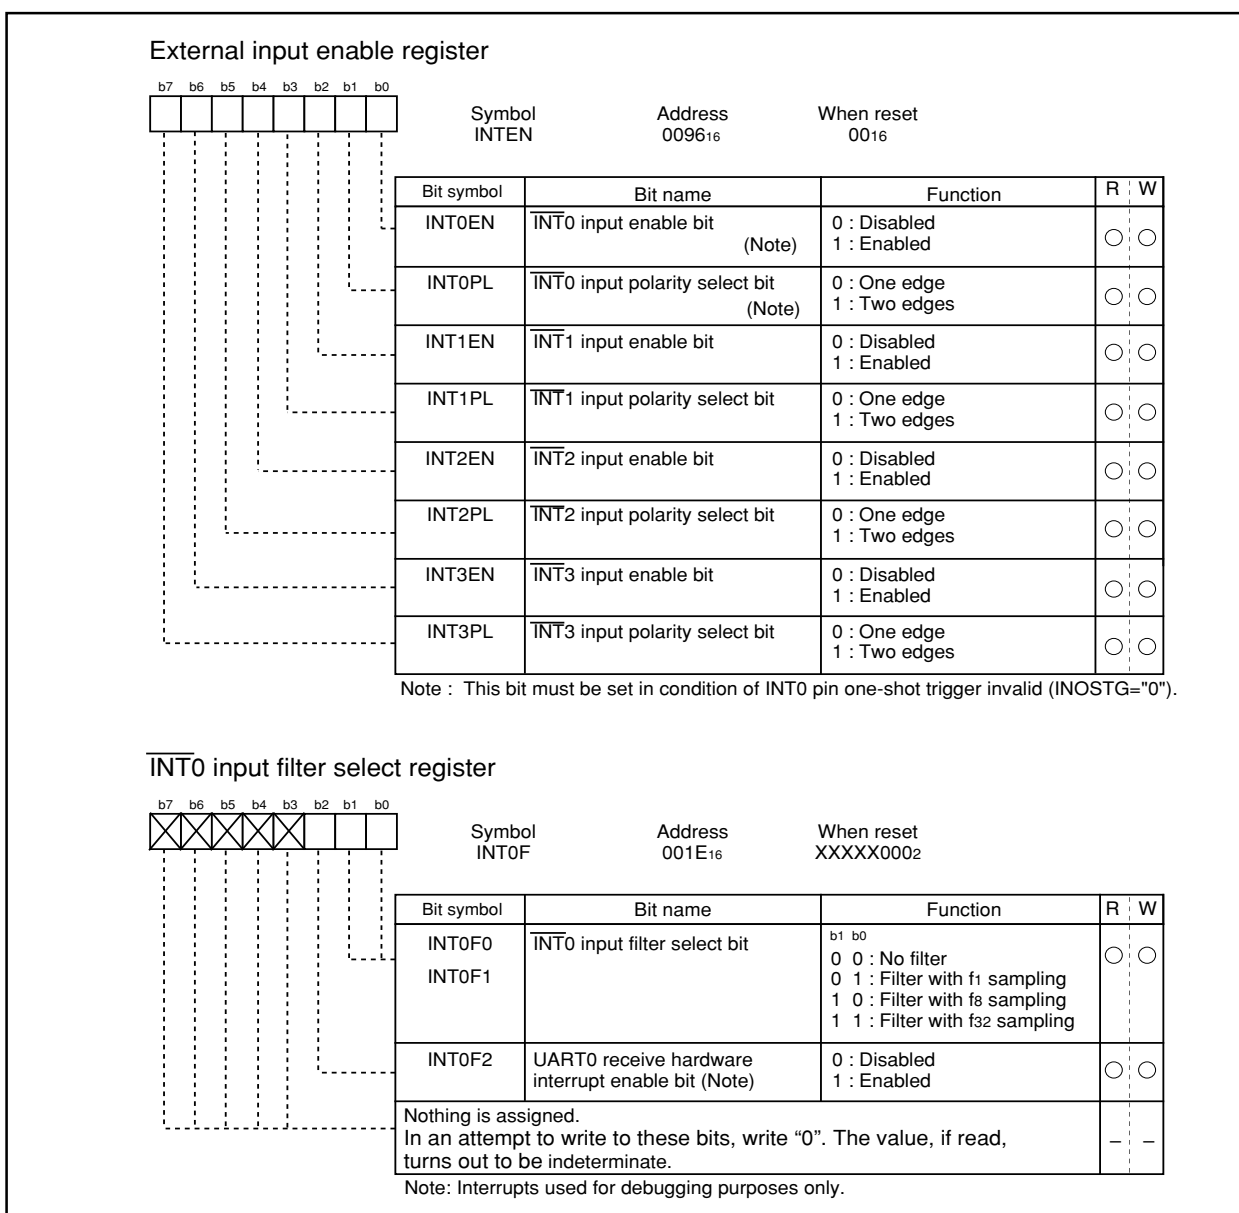 External input enable register
b7 b6 b5 b4 b3 b2 b1 b0
Symbol Address When reset
INTEN 009616 0016
Bit symbol Bit name Function R W
INT0EN INT0 input enable bit (Note) 0 : Disabled
1 : Enabled
INT0PL INT0 input polarity select bit (Note) 0 : One edge
1 : Two edges
INT1EN INT1 input enable bit 0 : Disabled
1 : Enabled
INT1PL INT1 input polarity select bit 0 : One edge
1 : Two edges
INT2EN INT2 input enable bit 0 : Disabled
1 : Enabled
INT2PL INT2 input polarity select bit 0 : One edge
1 : Two edges
INT3EN INT3 input enable bit 0 : Disabled
1 : Enabled
INT3PL INT3 input polarity select bit 0 : One edge
1 : Two edges
Note : This bit must be set in condition of INT0 pin one-shot trigger invalid (INOSTG="0").
INT0 input filter select register
b7 b6 b5 b4 b3 b2 b1 b0
Symbol Address When reset
INT0F 001E16 XXXXX0002
Bit symbol Bit name Function R W
INT0F0 INT0 input filter select bit b1 b0
0 0 : No filter
INT0F1 0 1 : Filter with f1 sampling
1 0 : Filter with f8 sampling
1 1 : Filter with f32 sampling
INT0F2 UART0 receive hardware 0 : Disabled
interrupt enable bit (Note) 1 : Enabled
Nothing is assigned.
In an attempt to write to these bits, write “0”. The value, if read, – –
turns out to be indeterminate.
Note: Interrupts used for debugging purposes only.